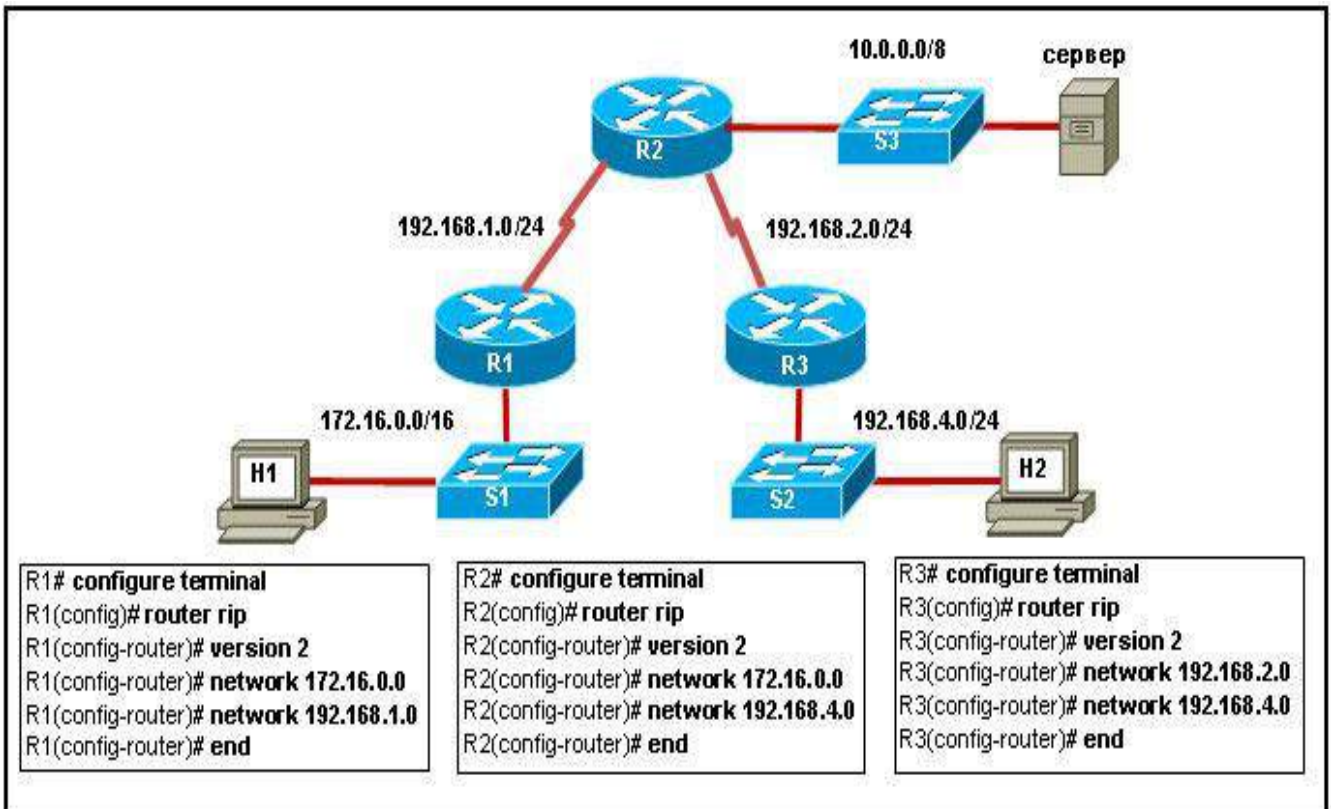 10.0.0.0/8
сервер
R2
S3
192.168.1.0/24
192.168.2.0/24
R1
R3
172.16.0.0/16
192.168.4.0/24
H1
S1
S2
H2
R1# configure terminal
R1(config)# router rip
R1(config-router)# version 2
R1(config-router)# network 172.16.0.0
R1(config-router)# network 192.168.1.0
R1(config-router)# end
R2# configure terminal
R2(config)# router rip
R2(config-router)# version 2
R2(config-router)# network 172.16.0.0
R2(config-router)# network 192.168.4.0
R2(config-router)# end
R3# configure terminal
R3(config)# router rip
R3(config-router)# version 2
R3(config-router)# network 192.168.2.0
R3(config-router)# network 192.168.4.0
R3(config-router)# end